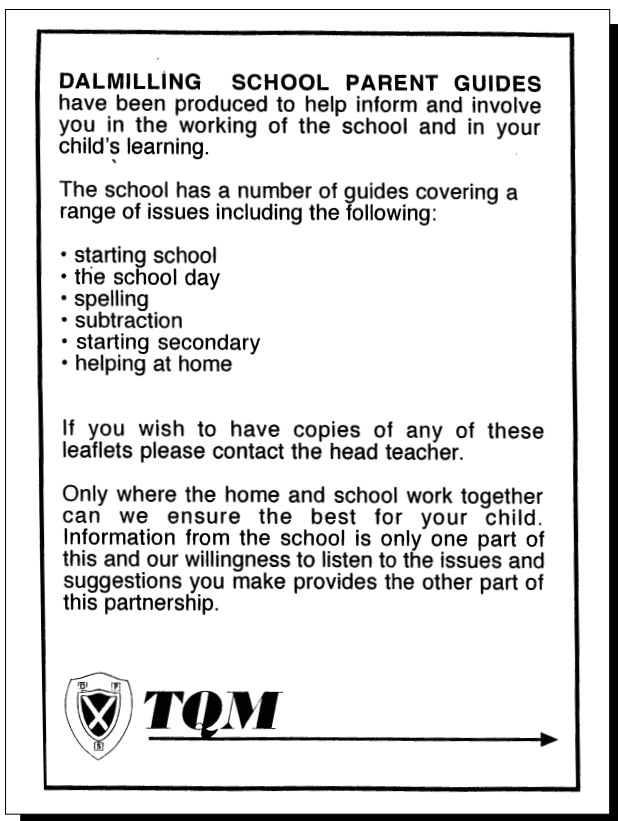 DALMILLING SCHOOL PARENT GUIDES
have been produced to help inform and involve
you in the working of the school and in your
child's learning.
The school has a number of guides covering a
range of issues including the following:
• starting school
• the school day
• spelling
• subtraction
• starting secondary
• helping at home
If you wish to have copies of any of these
leaflets please contact the head teacher.
Only where the home and school work together
can we ensure the best for your child.
Information from the school is only one part of
this and our willingness to listen to the issues and
suggestions you make provides the other part of
this partnership.
D P
S
TQM